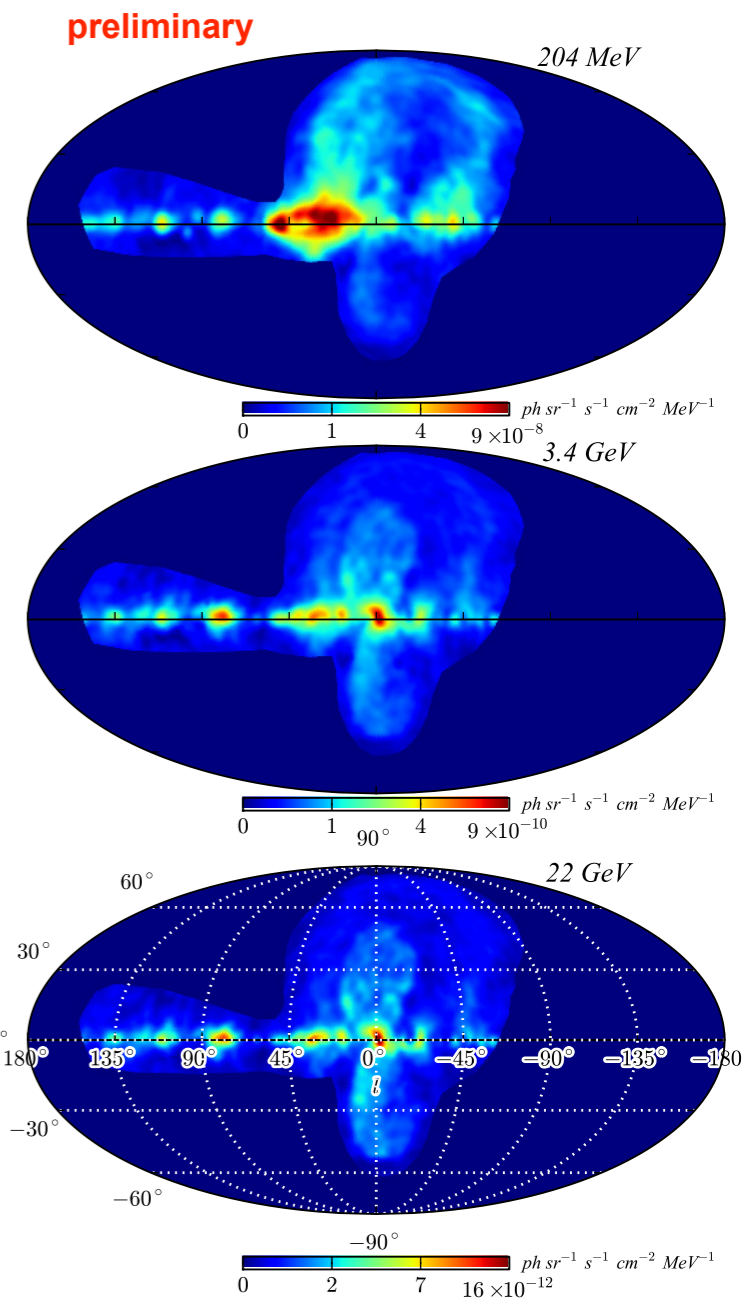 preliminary
204 MeV
0 1 4 9×10⁻⁸ ph sr⁻¹ s⁻¹ cm⁻² MeV⁻¹
3.4 GeV
0 1 4 9×10⁻¹⁰ ph sr⁻¹ s⁻¹ cm⁻² MeV⁻¹
90°
22 GeV
60°
30°
°
180° 135° 90° 45° 0° −45° −90° −135° −180
−30°
−60°
−90°
0 2 7 16×10⁻¹² ph sr⁻¹ s⁻¹ cm⁻² MeV⁻¹